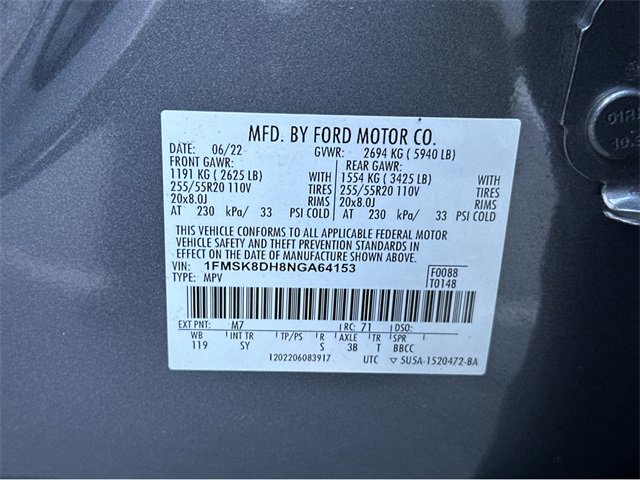 MFD. BY FORD MOTOR CO.
DATE: 06/22 GVWR: 2694 KG ( 5940 LB)
FRONT GAWR: REAR GAWR:
1191 KG ( 2625 LB) WITH 1554 KG ( 3425 LB)
255/55R20 110V TIRES 255/55R20 110V
20x8.0J RIMS 20x8.0J
AT 230 kPa/ 33 PSI COLD AT 230 kPa/ 33 PSI COLD
WITH
TIRES
RIMS
THIS VEHICLE CONFORMS TO ALL APPLICABLE FEDERAL MOTOR
VEHICLE SAFETY AND THEFT PREVENTION STANDARDS IN
EFFECT ON THE DATE OF MANUFACTURE SHOWN ABOVE.
VIN: 1FMSK8DH8NGA64153 F0088
TYPE: MPV T0148
EXT PNT: M7 RC: 71 DSO:
WB INT TR TP/PS R AXLE TR SPR
119 SY S 3B T BBCC
1202206083917 UTC ▽ 5U5A-1520472-BA